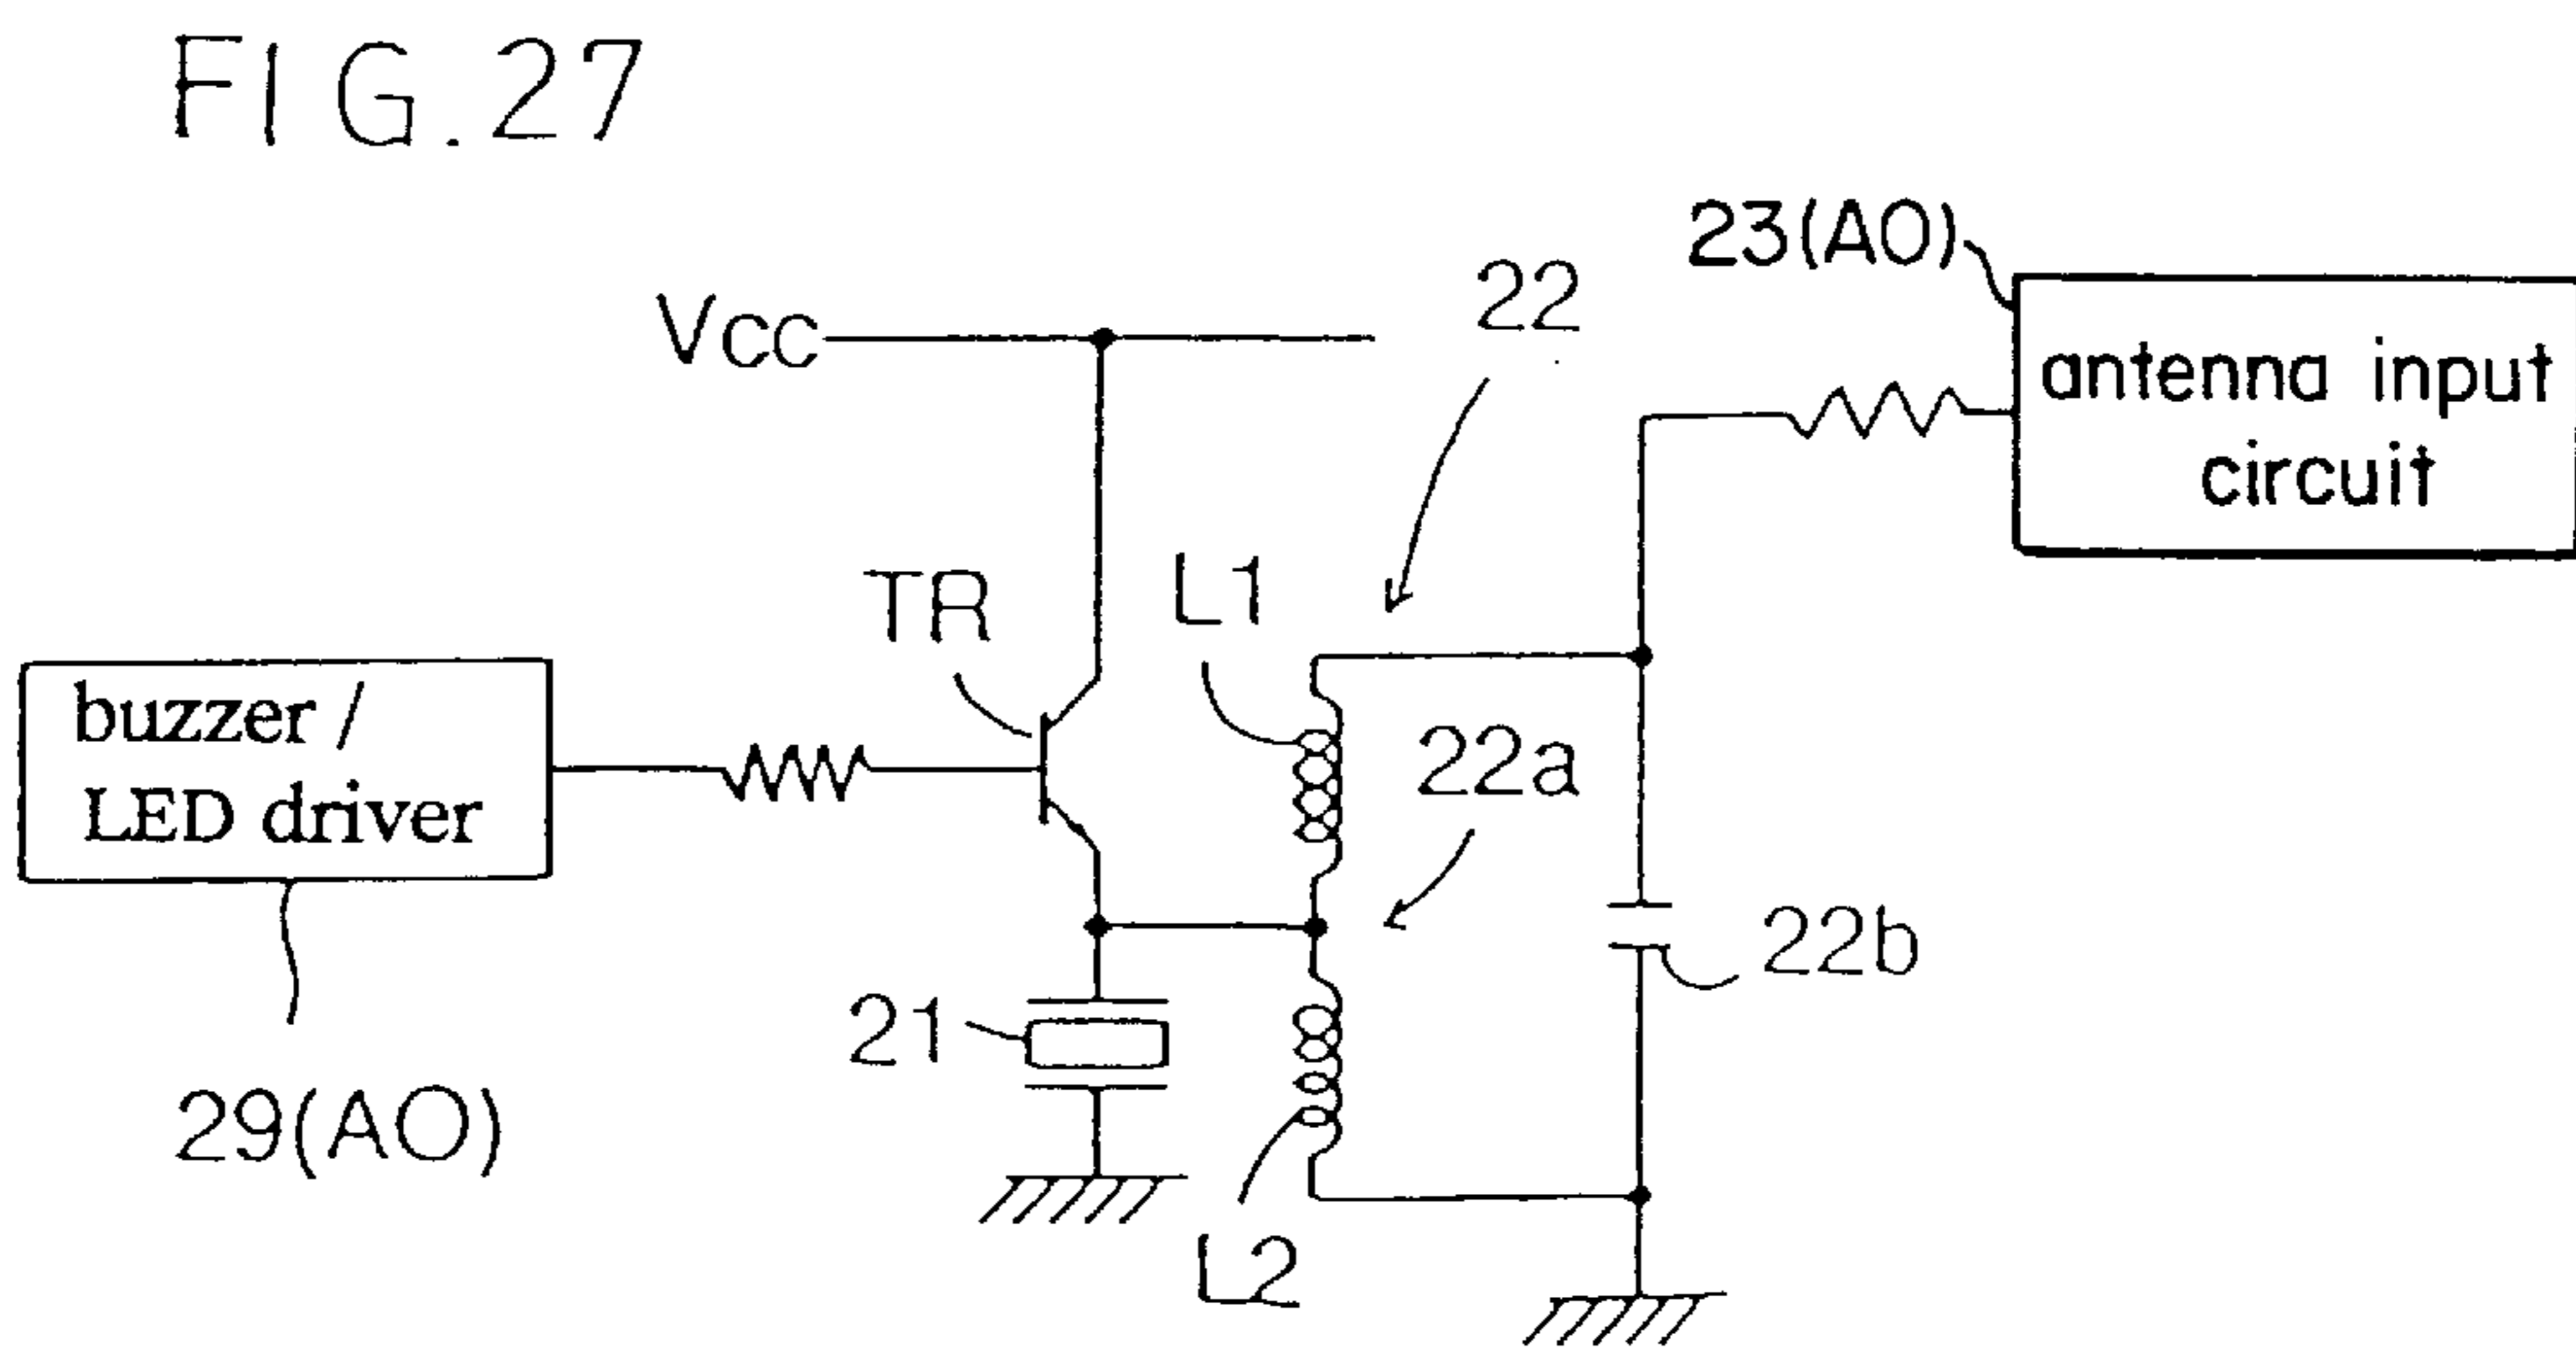 FIG.27
23(AO)
22
Vcc
antenna input
circuit
TR
L1
buzzer /
LED driver
22a
22b
21
29(AO)
L2